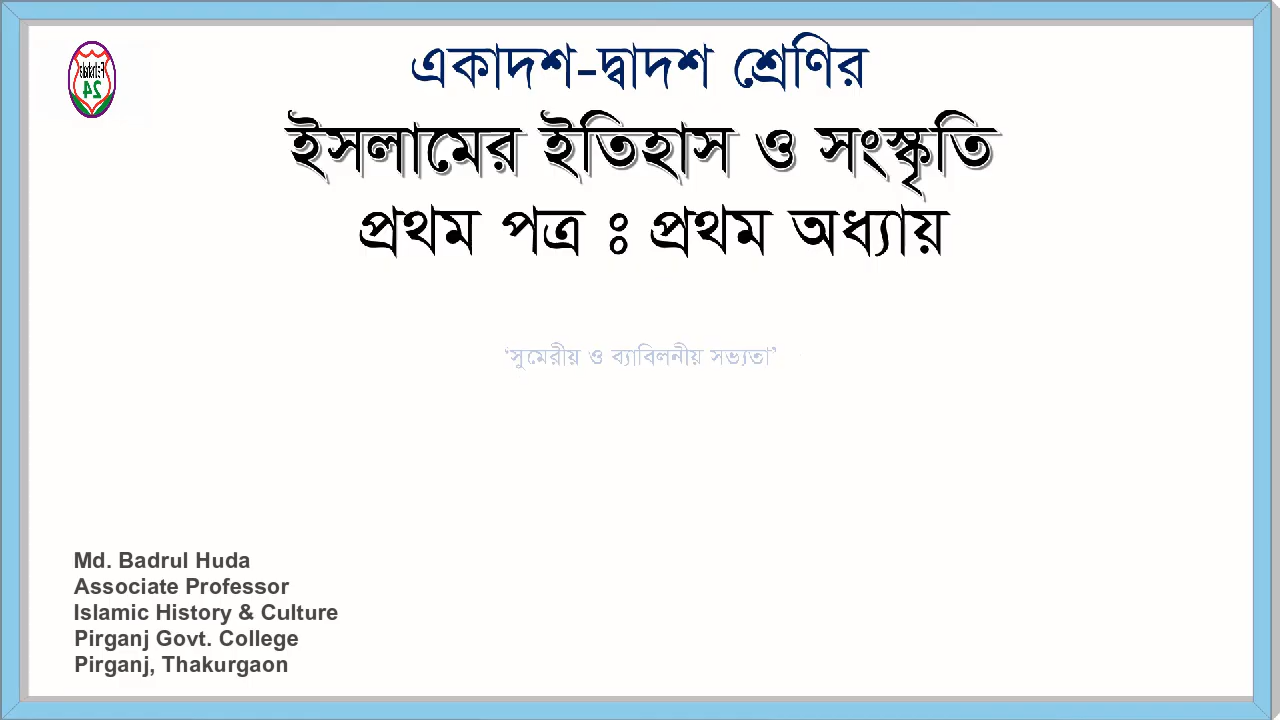 একাদশ-দ্বাদশ শ্রেণির
ইসলামের ইতিহাস ও সংস্কৃতি
প্রথম পত্র ঃ প্রথম অধ্যায়
‘সুমেরীয় ও ব্যাবিলনীয় সভ্যতা’
Md. Badrul Huda
Associate Professor
Islamic History & Culture
Pirganj Govt. College
Pirganj, Thakurgaon
24